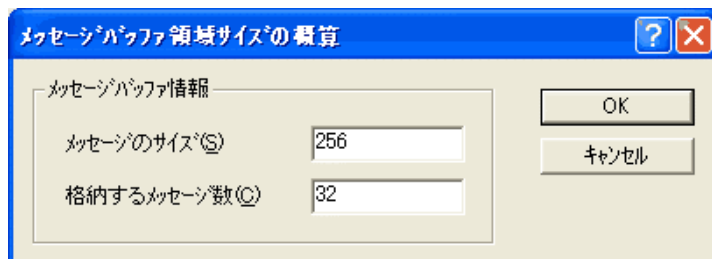 メッセージバッファ領域サイズの概算
メッセージバッファ情報
メッセージのサイズ(S)
256
格納するメッセージ数(C)
32
OK
キャンセル